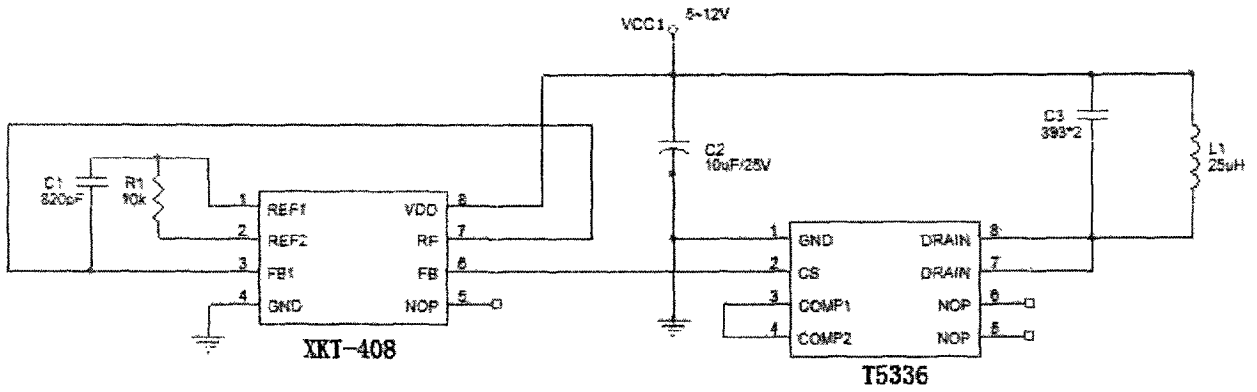 VCC1
5~12V
C3
393*2
C2
10uF/25V
L1
25uH
C1
820pF
R1
10k
1 REF1 VDD 8
2 REF2 RF 7
3 FB1 FB 6
4 GND NOP 5
XKT-408
1 GND DRAIN 8
2 CS DRAIN 7
3 COMP1 NOP 6
4 COMP2 NOP 5
T5336